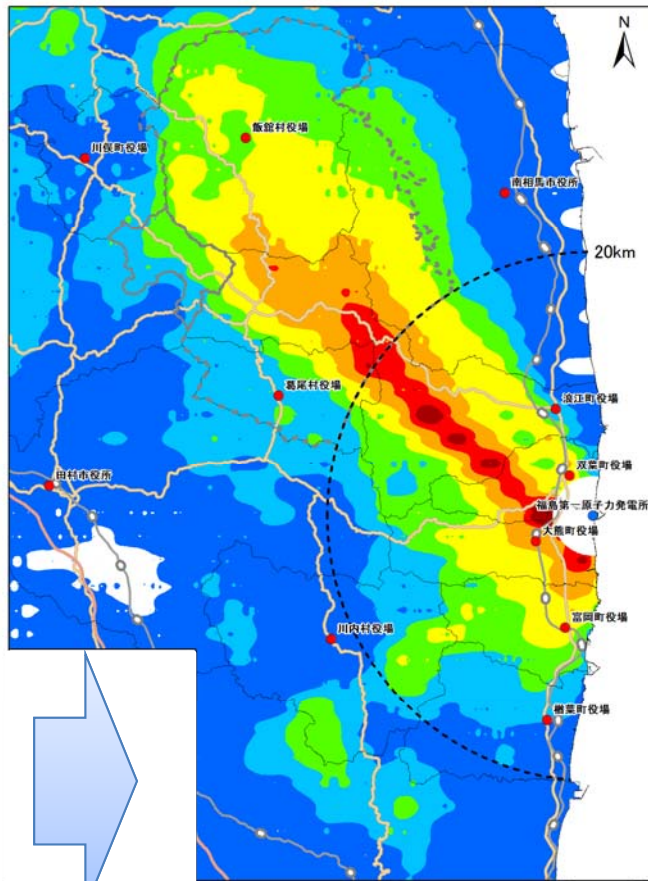 N
飯舘村役場
川俣町役場
南相馬市役所
20km
葛尾村役場
浪江町役場
双葉町役場
田村市役所
福島第一原子力発電所
大熊町役場
富岡町役場
川内村役場
楢葉町役場